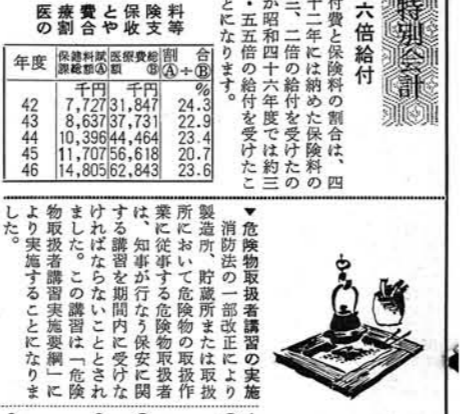 特別会計
六倍給付
付費と保険料の割合は、四
十二年には納めた保険料の
三、二倍の給付を受けたの
が昭和四十六年度では約三
・五五倍の給付を受けたこ
とになります。
料等
険支
保収
とや
費合
療割
医の
年度 保険料賦課総額Ⓐ 医療費総額Ⓑ 割合Ⓐ÷Ⓑ
千円 千円 %
42 7,727 31,847 24.3
43 8,637 37,731 22.9
44 10,396 44,464 23.4
45 11,707 56,618 20.7
46 14,805 62,843 23.6
▼危険物取扱者講習の実施
消防法の一部改正により
製造所、貯蔵所または取扱
所において危険物の取扱作
業に従事する危険物取扱者
は、知事が行なう保安に関
する講習を期間内に受けな
ければならないこととされ
ました。この講習は「危険
物取扱者講習実施要綱」に
より実施することになりま
した。